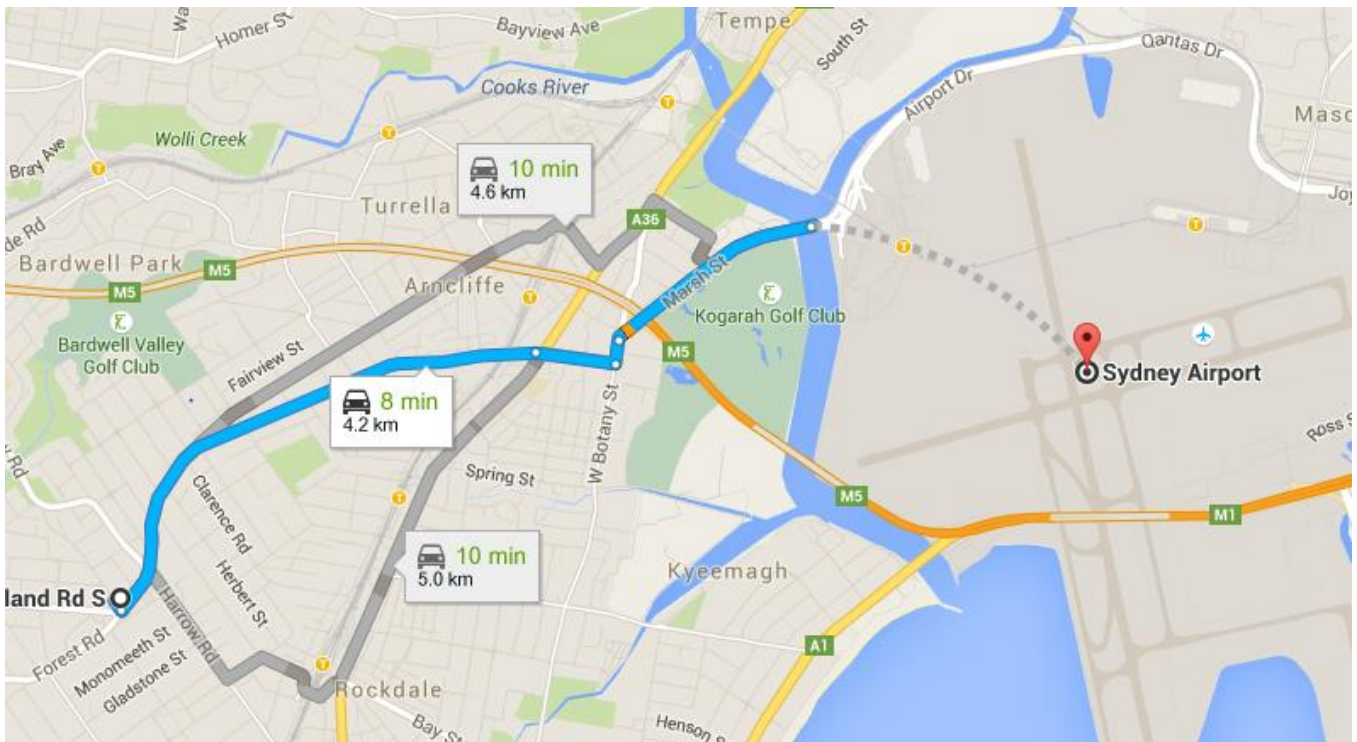 Homer St
Bayview Ave
Tempe
South St
Qantas Dr
Cooks River
Airport Dr
Wolli Creek
Bray Ave
10 min
4.6 km
Turrella
A36
de Rd
Bardwell Park
M5
M5
Arncliffe
Marsh St
Kogarah Golf Club
Bardwell Valley
Golf Club
Fairview St
M5
Sydney Airport
8 min
4.2 km
W Botany St
Spring St
Ross S
Clarence Rd
M5
M1
10 min
5.0 km
Kyeemagh
Herbert St
land Rd S
Harrow Rd
Forest Rd
Monomeeth St
Gladstone St
A1
Rockdale
Bay St
Henson S
Masc
Joy
T
T
T
T
T
T
T
T